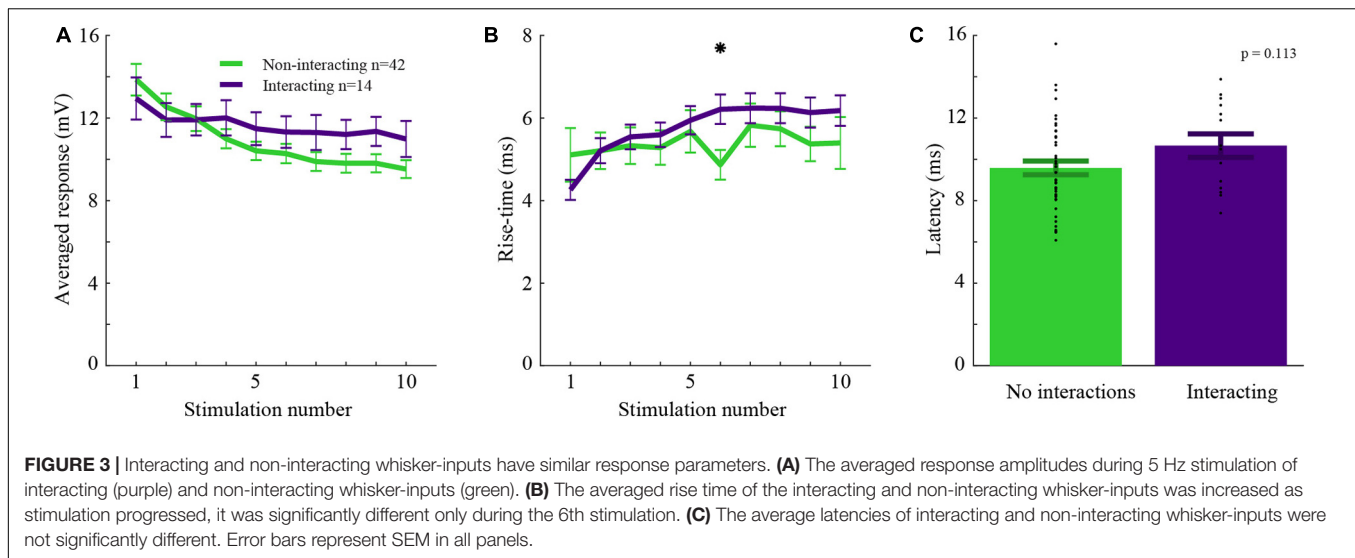 A
16
12
8
4
0
Averaged response (mV)
Non-interacting n=42
Interacting n=14
1
5
10
Stimulation number
B
8
6
4
2
0
Rise-time (ms)
*
1
5
10
Stimulation number
C
16
12
8
4
0
Latency (ms)
p = 0.113
No interactions
Interacting
FIGURE 3 | Interacting and non-interacting whisker-inputs have similar response parameters. (A) The averaged response amplitudes during 5 Hz stimulation of
interacting (purple) and non-interacting whisker-inputs (green). (B) The averaged rise time of the interacting and non-interacting whisker-inputs was increased as
stimulation progressed, it was significantly different only during the 6th stimulation. (C) The average latencies of interacting and non-interacting whisker-inputs were
not significantly different. Error bars represent SEM in all panels.